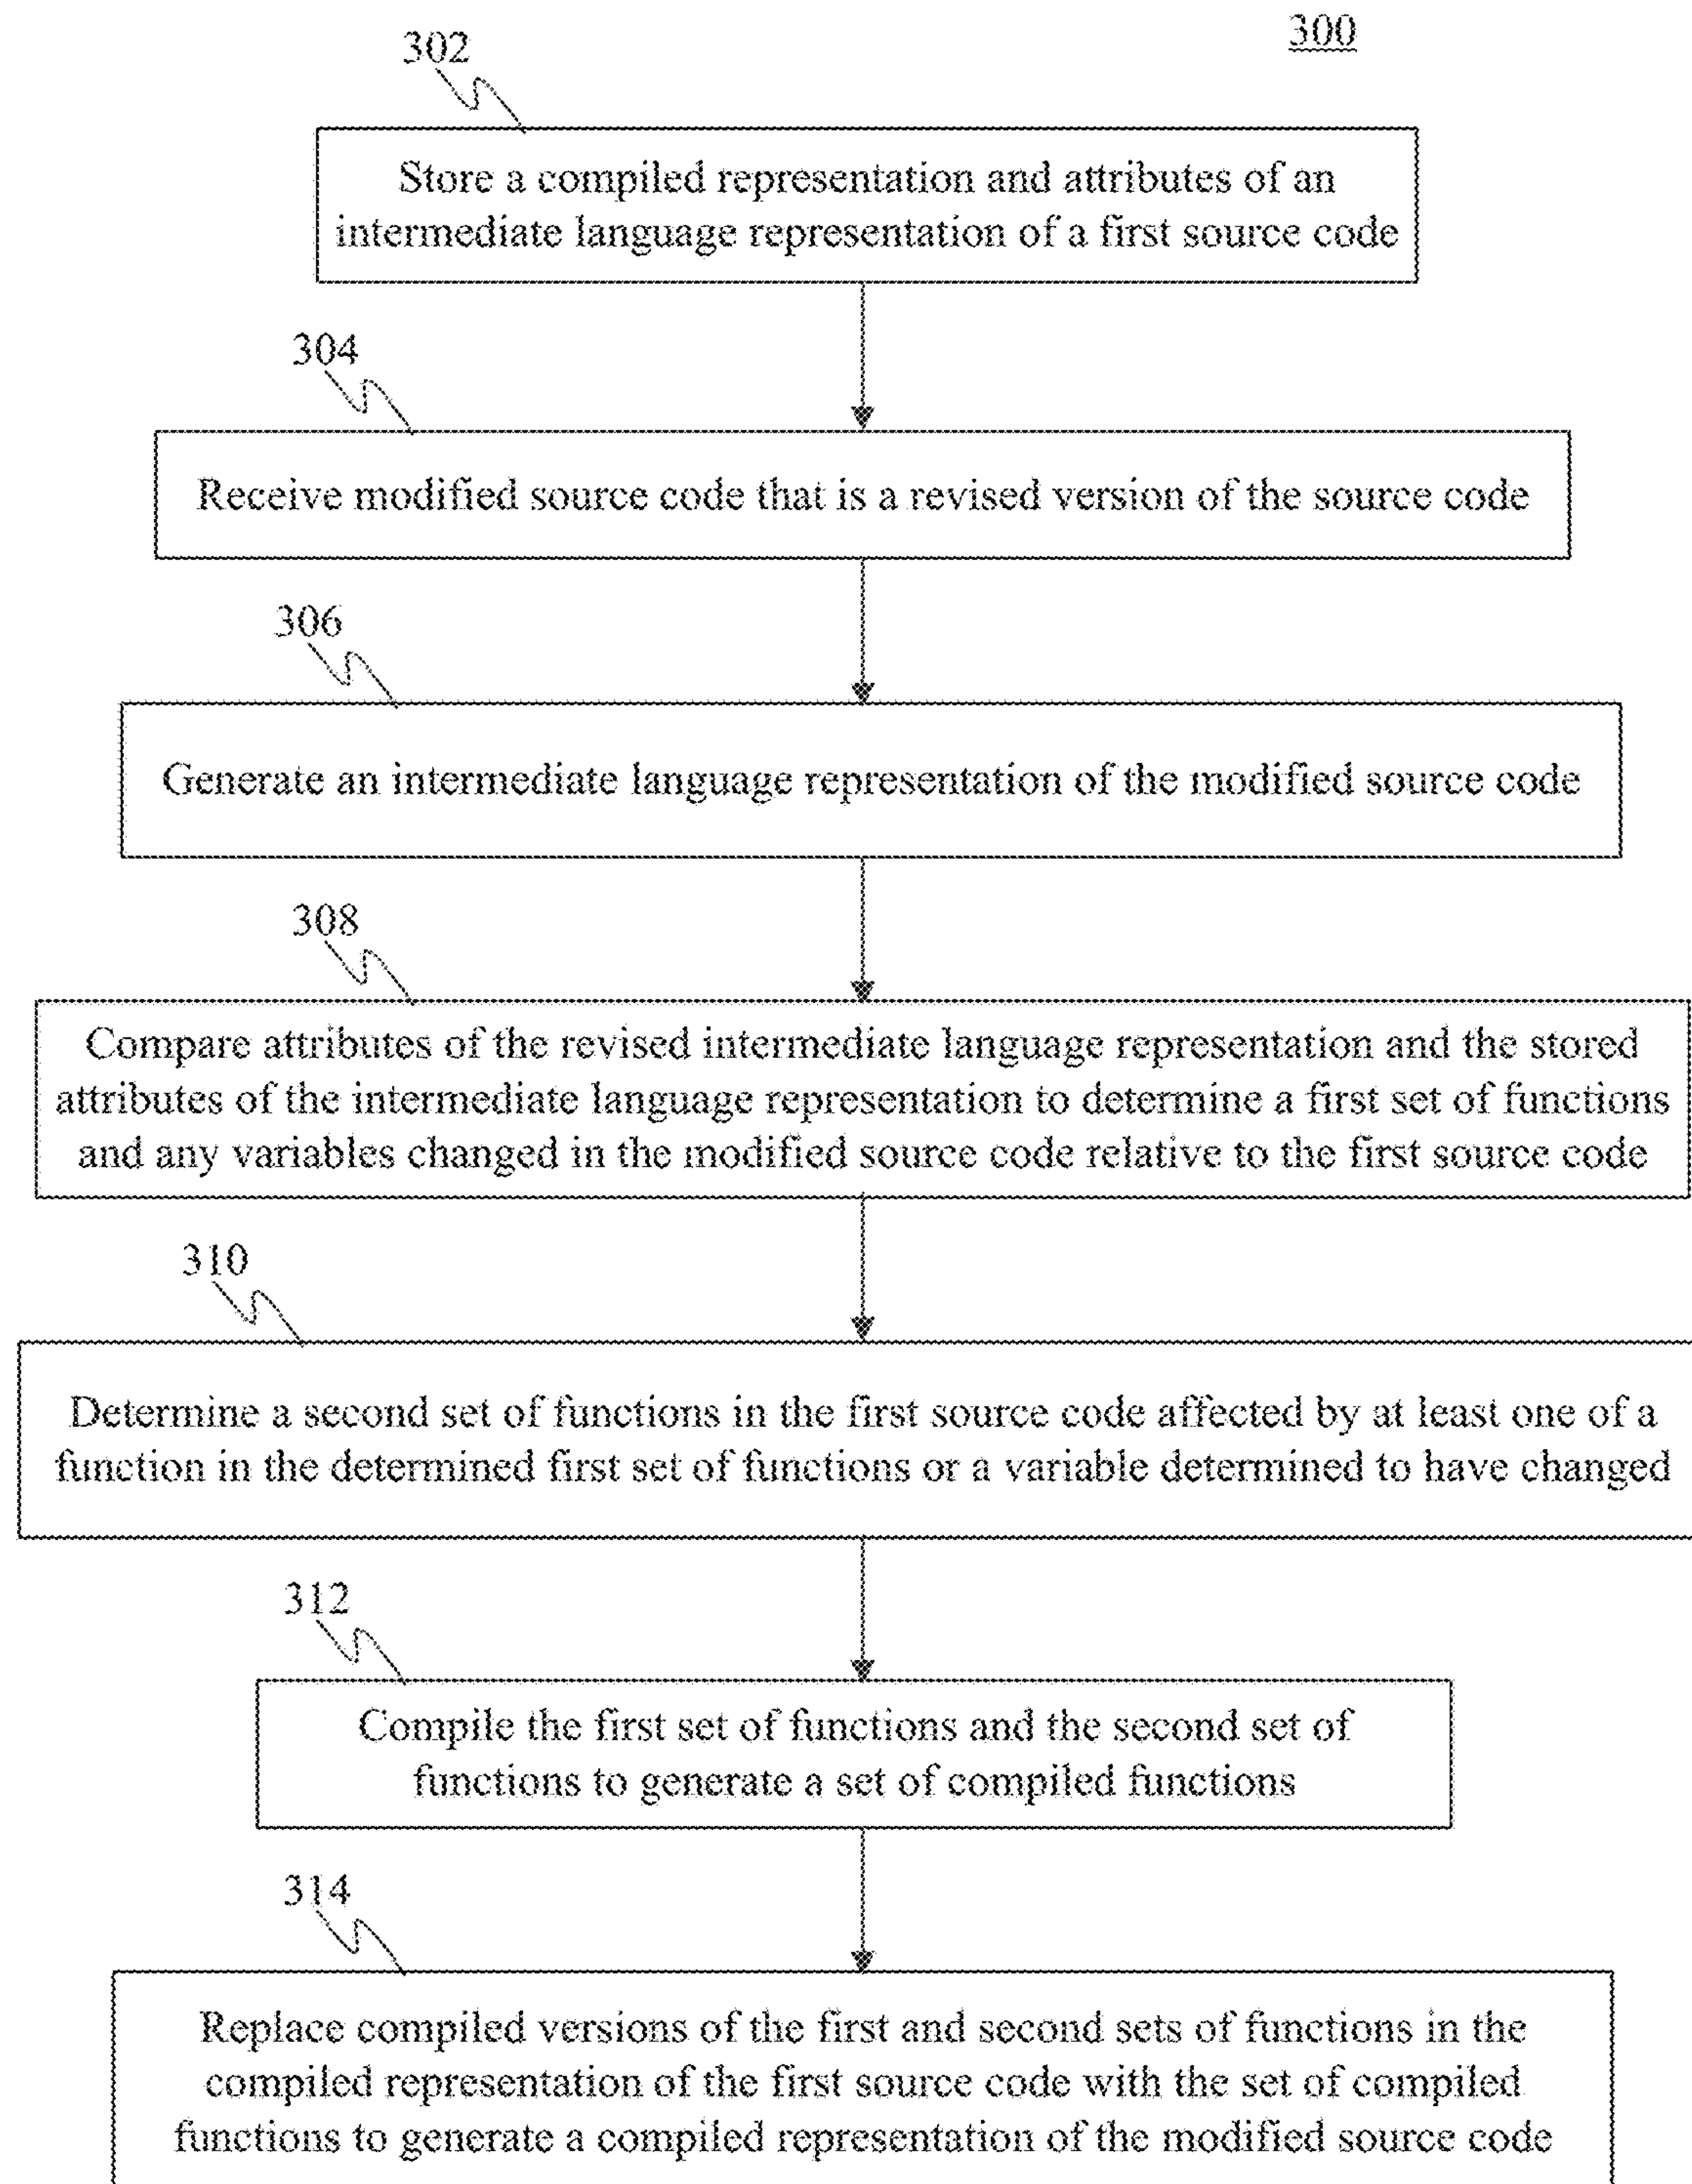 300
302
Store a compiled representation and attributes of an
intermediate language representation of a first source code
304
Receive modified source code that is a revised version of the source code
306
Generate an intermediate language representation of the modified source code
308
Compare attributes of the revised intermediate language representation and the stored
attributes of the intermediate language representation to determine a first set of functions
and any variables changed in the modified source code relative to the first source code
310
Determine a second set of functions in the first source code affected by at least one of a
function in the determined first set of functions or a variable determined to have changed
312
Compile the first set of functions and the second set of
functions to generate a set of compiled functions
314
Replace compiled versions of the first and second sets of functions in the
compiled representation of the first source code with the set of compiled
functions to generate a compiled representation of the modified source code